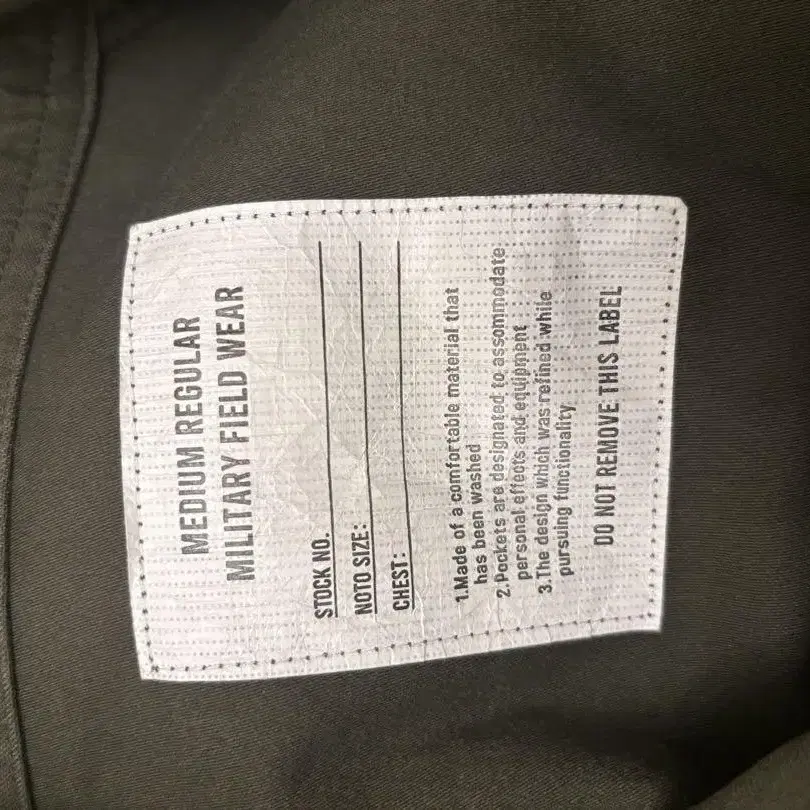 MEDIUM REGULAR
MILITARY FIELD WEAR
STOCK NO.
NOTO SIZE:
CHEST:
1.Made of a comfortable material that
has been washed
2.Pockets are designated to assommodate
personal effects and equipment
3.The design which was refined while
pursuing functionality
DO NOT REMOVE THIS LABEL